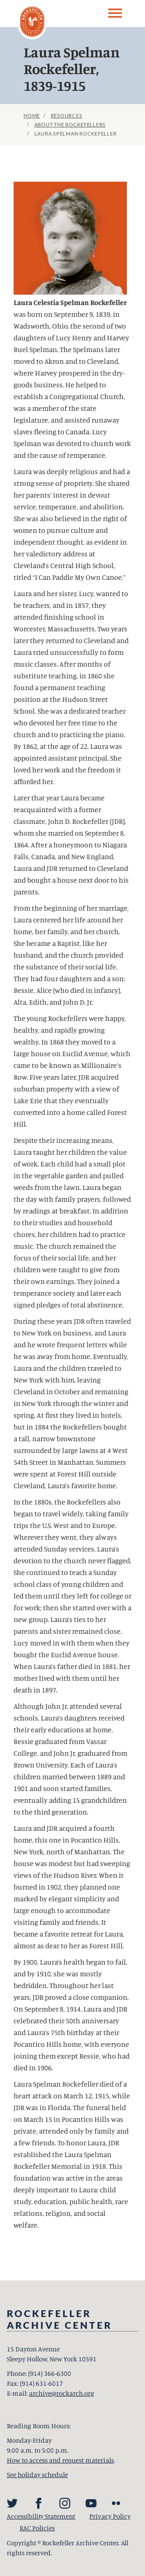 Laura Spelman
Rockefeller,
1839-1915
HOME / RESOURCES
/ ABOUT THE ROCKEFELLERS
/ LAURA SPELMAN ROCKEFELLER
Laura Celestia Spelman Rockefeller
was born on September 9, 1839, in
Wadsworth, Ohio, the second of two
daughters of Lucy Henry and Harvey
Buel Spelman. The Spelmans later
moved to Akron and to Cleveland,
where Harvey prospered in the dry-
goods business. He helped to
establish a Congregational Church,
was a member of the state
legislature, and assisted runaway
slaves fleeing to Canada. Lucy
Spelman was devoted to church work
and the cause of temperance.
Laura was deeply religious and had a
strong sense of propriety. She shared
her parents' interest in devout
service, temperance, and abolition.
She was also believed in the right of
women to pursue culture and
independent thought, as evident in
her valedictory address at
Cleveland's Central High School,
titled "I Can Paddle My Own Canoe."
Laura and her sister, Lucy, wanted to
be teachers, and in 1857, they
attended finishing school in
Worcester, Massachusetts. Two years
later they returned to Cleveland and
Laura tried unsuccessfully to form
music classes. After months of
substitute teaching, in 1860 she
found a permanent teaching
position at the Hudson Street
School. She was a dedicated teacher
who devoted her free time to the
church and to practicing the piano.
By 1862, at the age of 22, Laura was
appointed assistant principal. She
loved her work and the freedom it
afforded her.
Later that year Laura became
reacquainted with a former
classmate, John D. Rockefeller (JDR),
whom she married on September 8,
1864. After a honeymoon to Niagara
Falls, Canada, and New England,
Laura and JDR returned to Cleveland
and bought a house next door to his
parents.
From the beginning of her marriage,
Laura centered her life around her
home, her family, and her church.
She became a Baptist, like her
husband, and the church provided
the substance of their social life.
They had four daughters and a son:
Bessie, Alice (who died in infancy),
Alta, Edith, and John D. Jr.
The young Rockefellers were happy,
healthy, and rapidly growing
wealthy. In 1868 they moved to a
large house on Euclid Avenue, which
came to be known as Millionaire's
Row. Five years later, JDR acquired
suburban property with a view of
Lake Erie that they eventually
converted into a home called Forest
Hill.
Despite their increasing means,
Laura taught her children the value
of work. Each child had a small plot
in the vegetable garden and pulled
weeds from the lawn. Laura began
the day with family prayers, followed
by readings at breakfast. In addition
to their studies and household
chores, her children had to practice
music. The church remained the
focus of their social life, and her
children were taught to give from
their own earnings. They joined
temperance society and later each
signed pledges of total abstinence.
During these years JDR often traveled
to New York on business, and Laura
and he wrote frequent letters while
he was away from home. Eventually,
Laura and the children traveled to
New York with him, leaving
Cleveland in October and remaining
in New York through the winter and
spring. At first they lived in hotels,
but in 1884 the Rockefellers bought
a tall, narrow brownstone
surrounded by large lawns at 4 West
54th Street in Manhattan. Summers
were spent at Forest Hill outside
Cleveland, Laura's favorite home.
In the 1880s, the Rockefellers also
began to travel widely, taking family
trips the U.S. West and to Europe.
Wherever they went, they always
attended Sunday services. Laura's
devotion to the church never flagged.
She continued to teach a Sunday
school class of young children and
led them until they left for college or
for work; then she started over with a
new group. Laura's ties to her
parents and sister remained close.
Lucy moved in with them when they
bought the Euclid Avenue house.
When Laura's father died in 1881, her
mother lived with them until her
death in 1897.
Although John Jr. attended several
schools, Laura's daughters received
their early educations at home.
Bessie graduated from Vassar
College, and John Jr. graduated from
Brown University. Each of Laura's
children married between 1889 and
1901 and soon started families,
eventually adding 15 grandchildren
to the third generation.
Laura and JDR acquired a fourth
home, this one in Pocantico Hills,
New York, north of Manhattan. The
house was modest but had sweeping
views of the Hudson River. When it
burned in 1902, they planned one
marked by elegant simplicity and
large enough to accommodate
visiting family and friends. It
became a favorite retreat for Laura,
almost as dear to her as Forest Hill.
By 1900, Laura's health began to fail,
and by 1910, she was mostly
bedridden. Throughout her last
years, JDR proved a close companion.
On September 8, 1914, Laura and JDR
celebrated their 50th anniversary
and Laura's 75th birthday at their
Pocantico Hills home, with everyone
joining them except Bessie, who had
died in 1906.
Laura Spelman Rockefeller died of a
heart attack on March 12, 1915, while
JDR was in Florida. The funeral held
on March 15 in Pocantico Hills was
private, attended only by family and
a few friends. To honor Laura, JDR
established the Laura Spelman
Rockefeller Memorial in 1918. This
foundation was active in the areas
deeply important to Laura: child
study, education, public health, race
relations, religion, and social
welfare.
ROCKEFELLER
ARCHIVE CENTER
15 Dayton Avenue
Sleepy Hollow, New York 10591
Phone: (914) 366-6300
Fax: (914) 631-6017
E-mail: archive@rockarch.org
Reading Room Hours:
Monday-Friday
9:00 a.m. to 5:00 p.m.
How to access and request materials.
See holiday schedule
Accessibility Statement Privacy Policy
RAC Policies
Copyright © Rockefeller Archive Center. All
rights reserved.